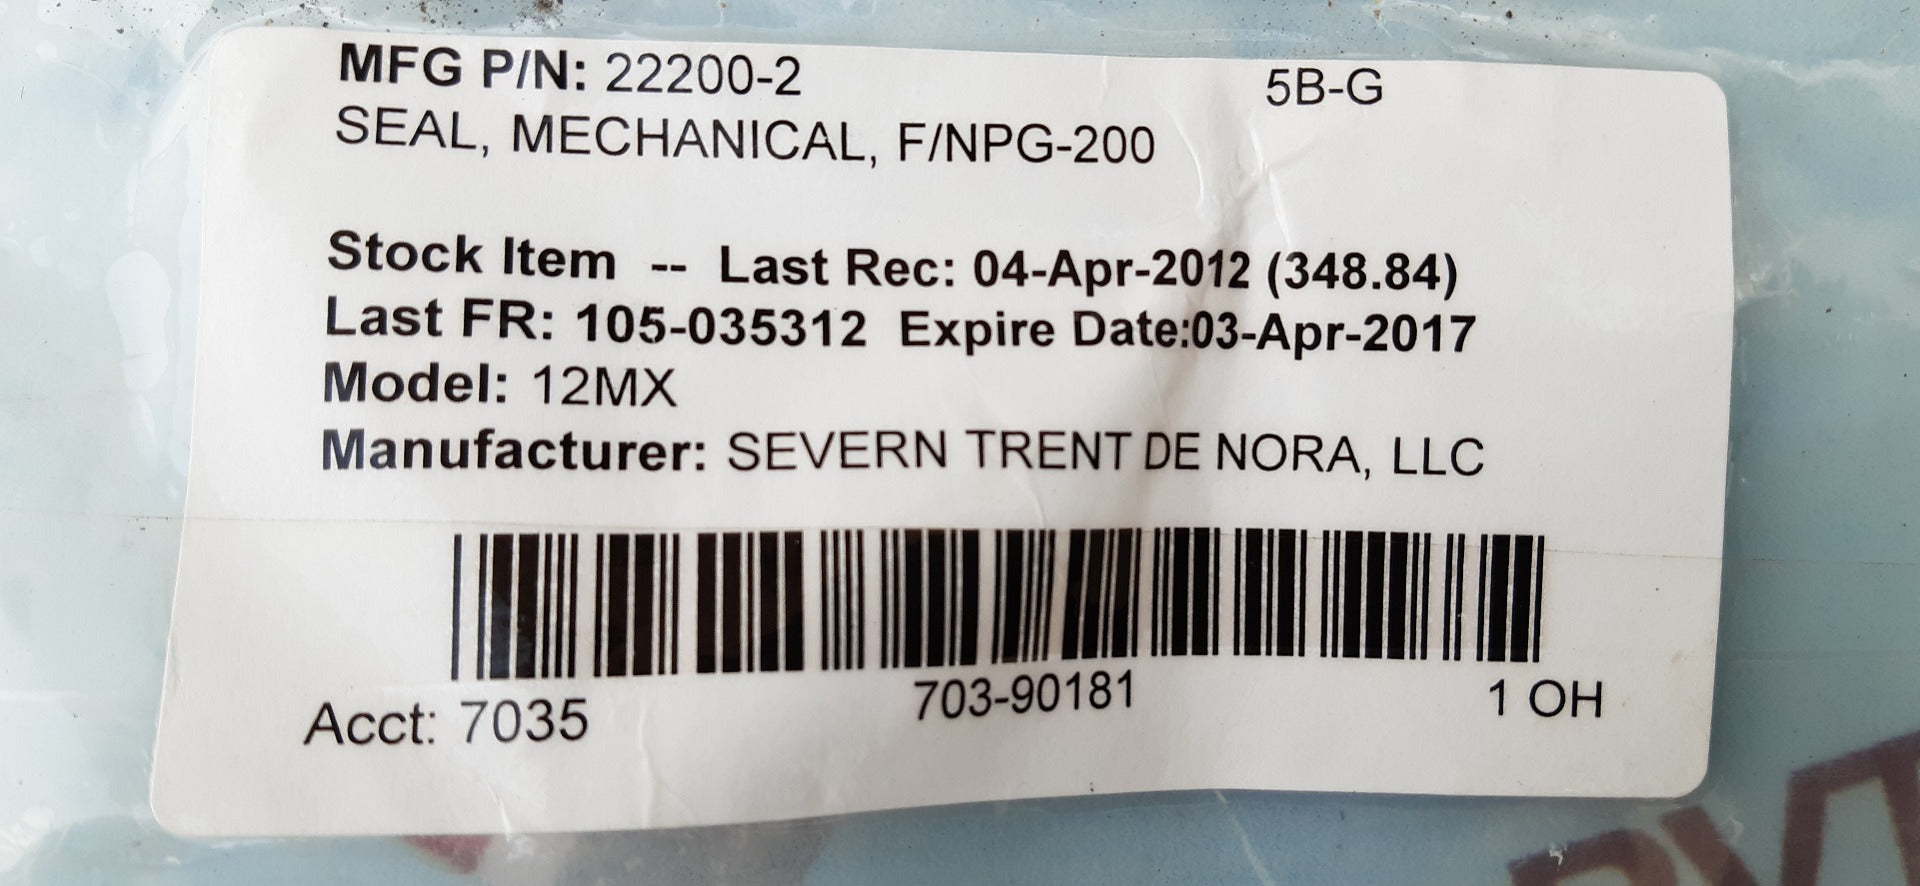 MFG P/N: 22200-2 5B-G
SEAL, MECHANICAL, F/NPG-200
Stock Item -- Last Rec: 04-Apr-2012 (348.84)
Last FR: 105-035312 Expire Date:03-Apr-2017
Model: 12MX
Manufacturer: SEVERN TRENT DE NORA, LLC
Acct: 7035 703-90181 1 OH